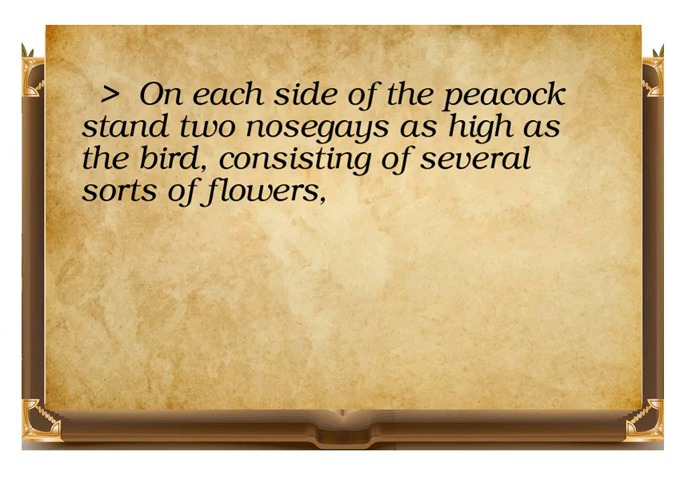 > On each side of the peacock
stand two nosegays as high as
the bird, consisting of several
sorts of flowers,